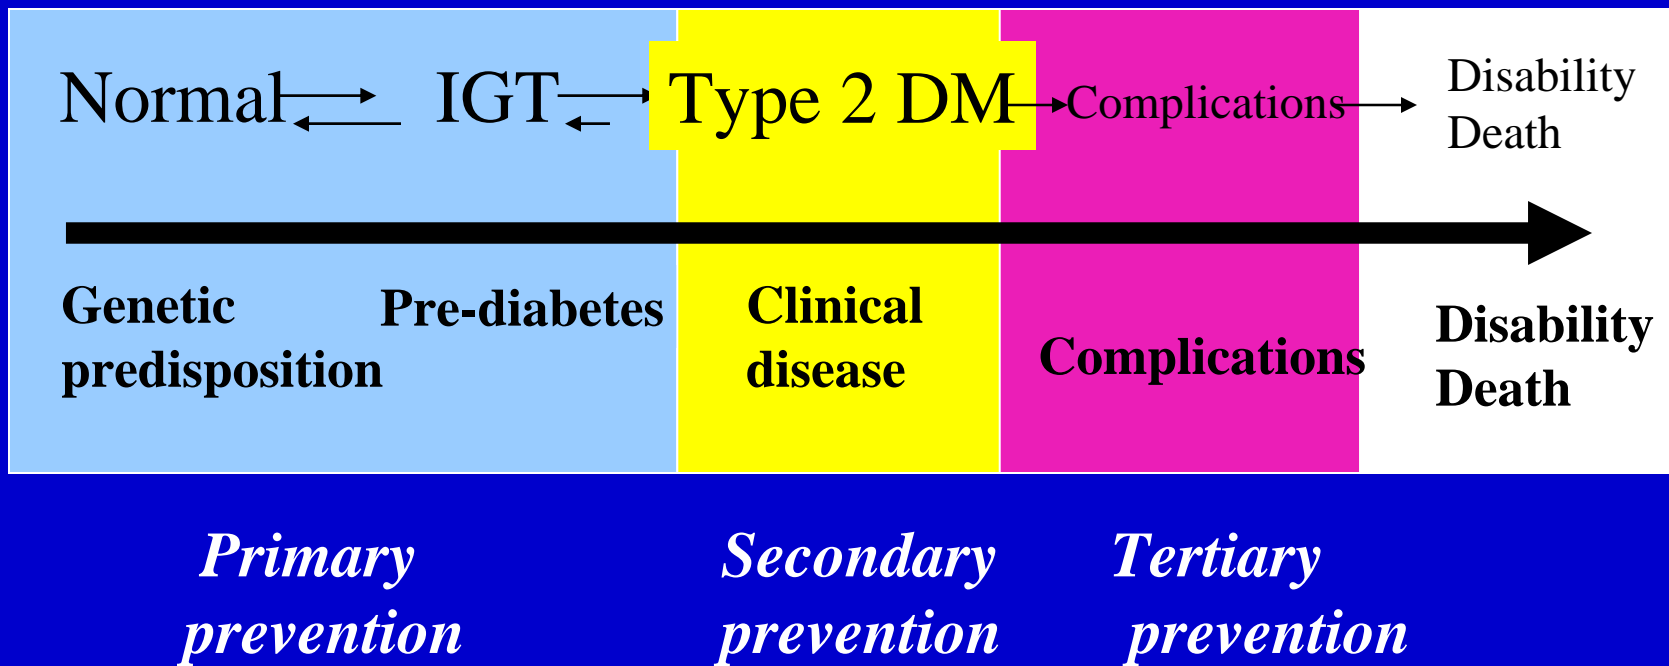 Normal IGT Type 2 DM Complications Disability
Death
Genetic
predisposition
Pre-diabetes
Clinical
disease
Complications
Disability
Death
Primary
prevention
Secondary
prevention
Tertiary
prevention